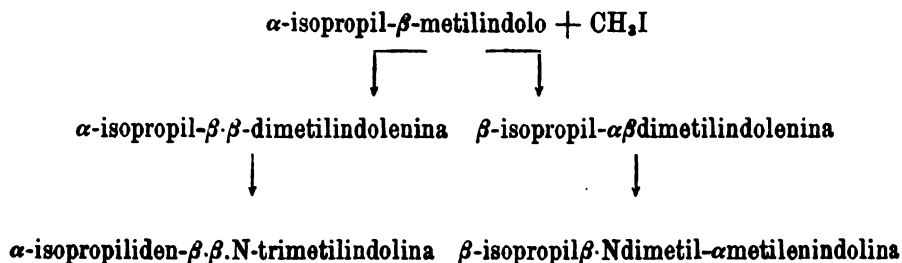 α-isopropil-β-metilindolo + CH₃I
α-isopropil-β·β-dimetilindolenina β-isopropil-αβdimetilindolenina
α-isopropiliden-β·β.N-trimetilindolina β-isopropilβ·Ndimetil-αmetilenindolina